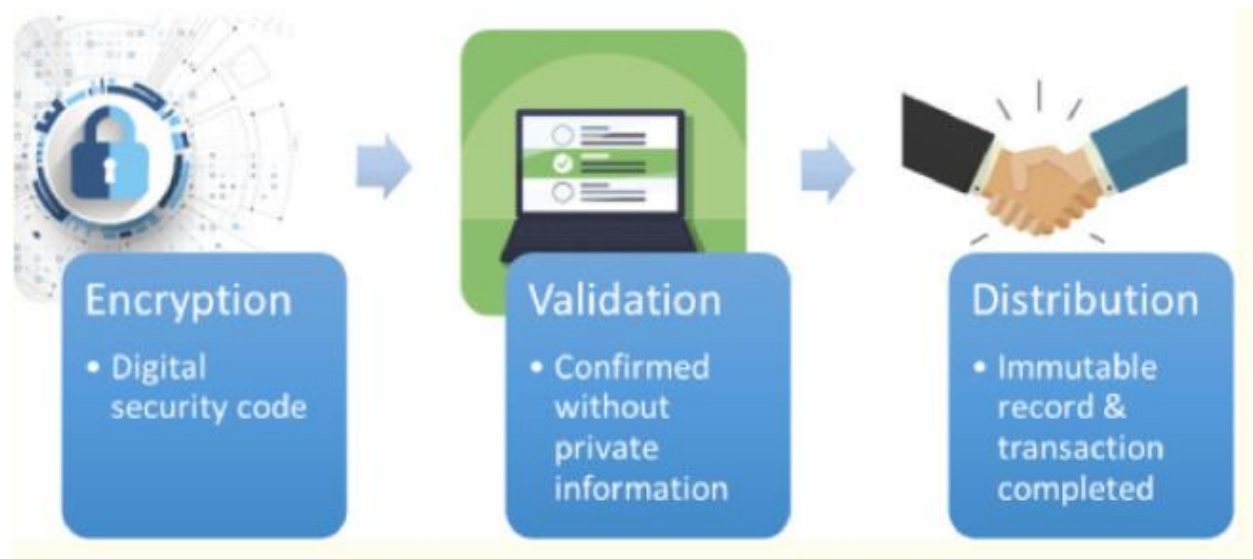 Encryption
• Digital
security code
Validation
• Confirmed
without
private
information
Distribution
• Immutable
record &
transaction
completed